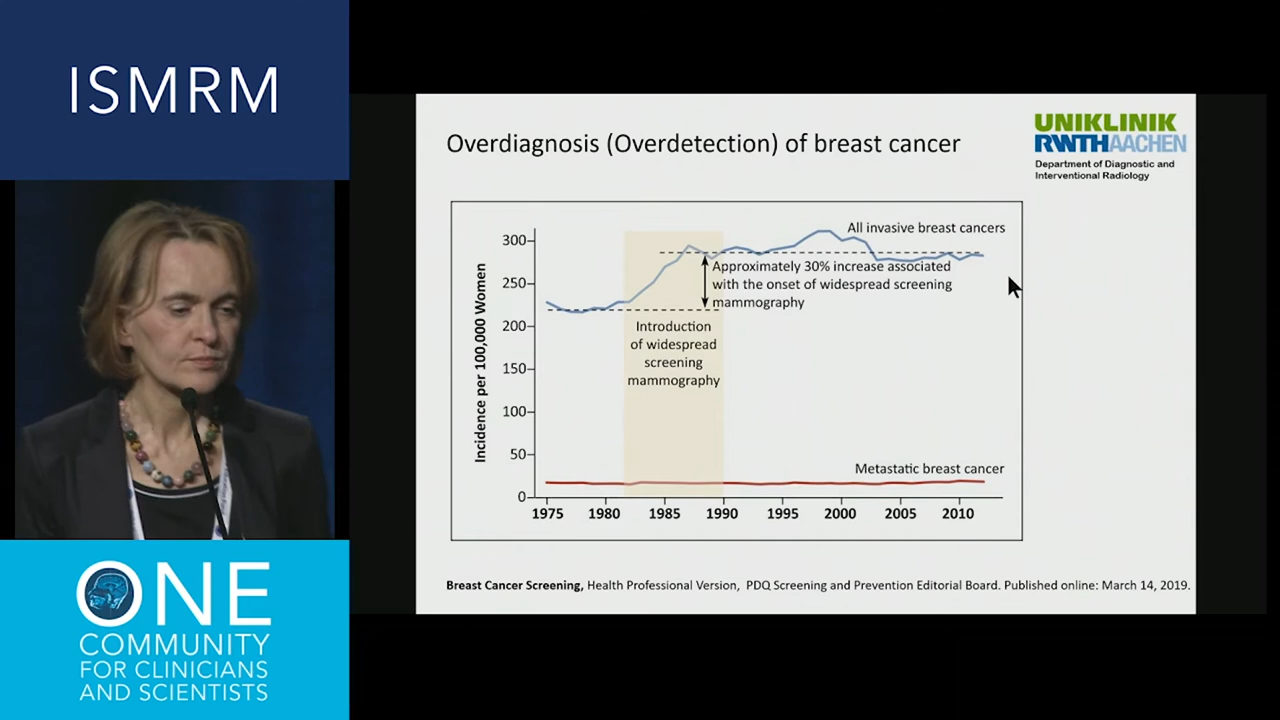 ISMRM
ONE
COMMUNITY
FOR CLINICIANS
AND SCIENTISTS
Overdiagnosis (Overdetection) of breast cancer
UNIKLINIK
RWTHAACHEN
Department of Diagnostic and
Interventional Radiology
All invasive breast cancers
Approximately 30% increase associated
with the onset of widespread screening
mammography
Introduction
of widespread
screening
mammography
Metastatic breast cancer
Incidence per 100,000 Women
300
250
200
150
100
50
0
1975 1980 1985 1990 1995 2000 2005 2010
Breast Cancer Screening, Health Professional Version, PDQ Screening and Prevention Editorial Board. Published online: March 14, 2019.